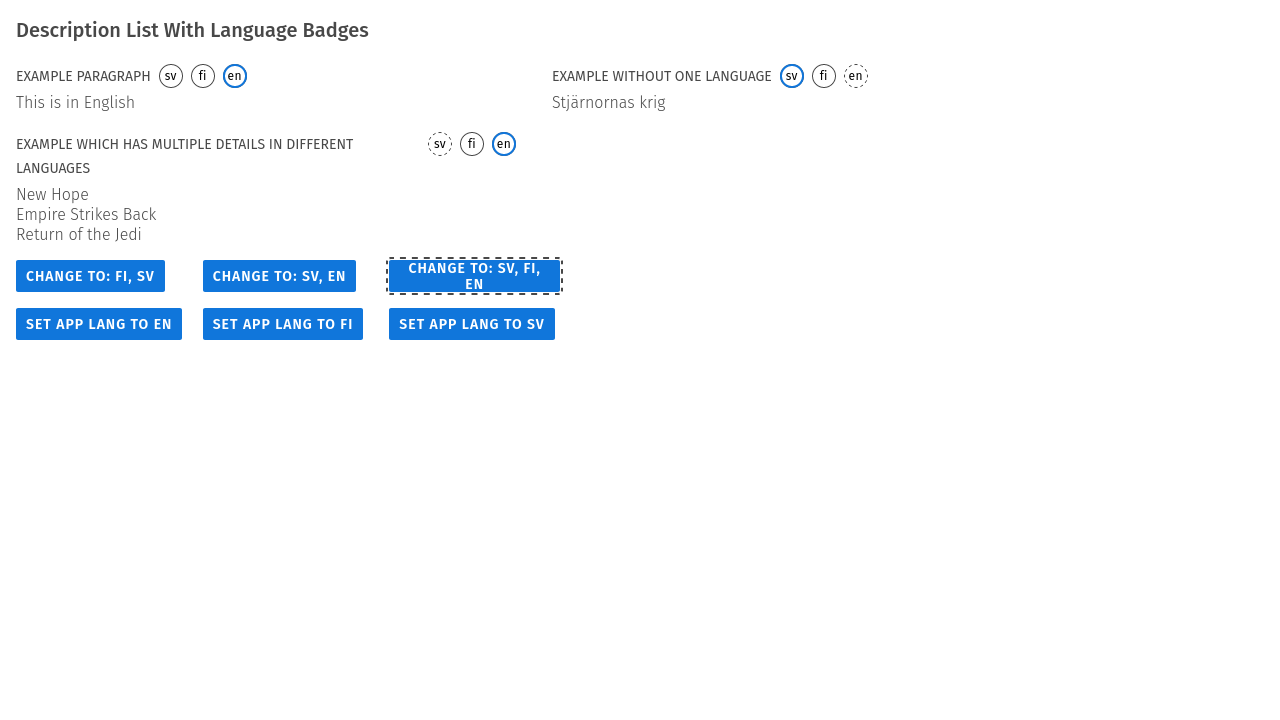 Description List With Language Badges
EXAMPLE PARAGRAPH sv fi en
This is in English
EXAMPLE WITHOUT ONE LANGUAGE sv fi en
Stjärnornas krig
EXAMPLE WHICH HAS MULTIPLE DETAILS IN DIFFERENT sv fi en
LANGUAGES
New Hope
Empire Strikes Back
Return of the Jedi
CHANGE TO: FI, SV
CHANGE TO: SV, EN
CHANGE TO: SV, FI,
EN
SET APP LANG TO EN
SET APP LANG TO FI
SET APP LANG TO SV